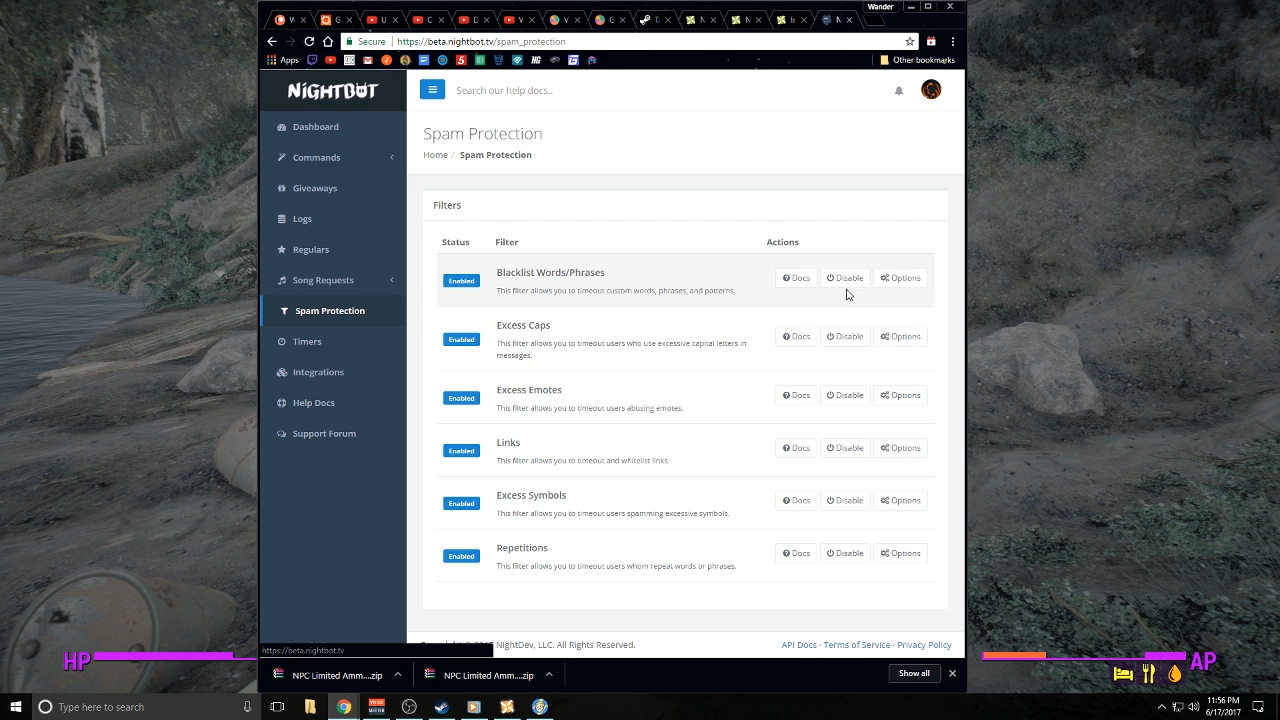 Wander
W
G
U
C
D
V
V
G
N
N
Secure
https://beta.nightbot.tv/spam_protection
Apps
HG
Other bookmarks
NIGHTBOT
Search our help docs..
Dashboard
Commands
Giveaways
Logs
Regulars
Song Requests
Spam Protection
Timers
Integrations
Help Docs
Support Forum
Spam Protection
Home / Spam Protection
Filters
Status Filter Actions
Enabled Blacklist Words/Phrases Docs Disable Options
This filter allows you to timeout custom words, phrases, and patterns.
Enabled Excess Caps Docs Disable Options
This filter allows you to timeout users who use excessive capital letters in
messages.
Enabled Excess Emotes Docs Disable Options
This filter allows you to timeout users abusing emotes.
Enabled Links Docs Disable Options
This filter allows you to timeout and whitelist links.
Enabled Excess Symbols Docs Disable Options
This filter allows you to timeout users spamming excessive symbols.
Enabled Repetitions Docs Disable Options
This filter allows you to timeout users whom repeat words or phrases.
NightDev, LLC. All Rights Reserved.
API Docs · Terms of Service · Privacy Policy
https://beta.nightbot.tv
HP
AP
NPC Limited Amm....zip
NPC Limited Amm....zip
Show all
Type here to search
VOICE
MEETER
11:56 PM
6/17/2017